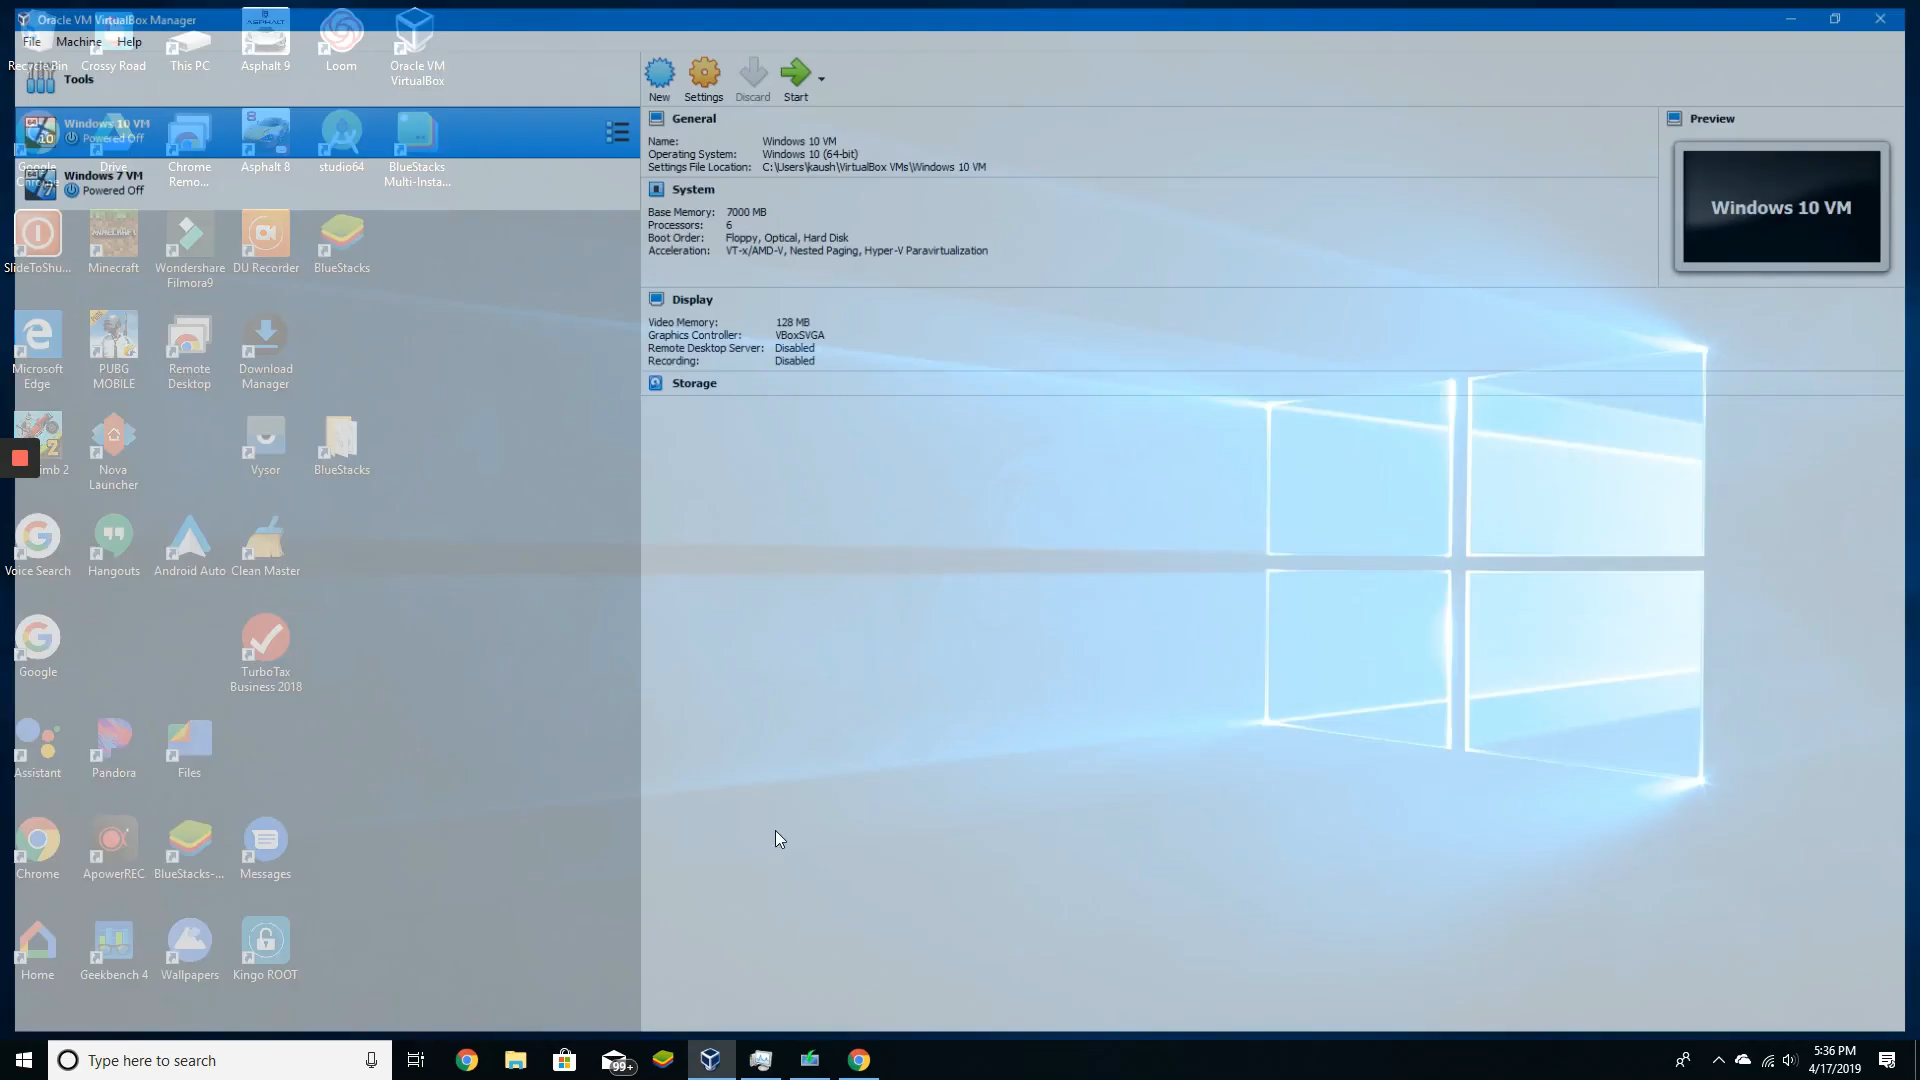 Oracle VM VirtualBox Manager
File Machine Help
Recycle Bin
Crossy Road
This PC
Asphalt 9
Loom
Oracle VM
VirtualBox
Tools
New
Settings
Discard
Start
Windows 10 VM
Powered Off
Google
Drive
Chrome
Remo...
Asphalt 8
studio64
BlueStacks
Multi-Insta...
Windows 7 VM
Powered Off
General
Name: Windows 10 VM
Operating System: Windows 10 (64-bit)
Settings File Location: C:\Users\kaush\VirtualBox VMs\Windows 10 VM
System
Base Memory: 7000 MB
Processors: 6
Boot Order: Floppy, Optical, Hard Disk
Acceleration: VT-x/AMD-V, Nested Paging, Hyper-V Paravirtualization
Display
Video Memory: 128 MB
Graphics Controller: VBoxSVGA
Remote Desktop Server: Disabled
Recording: Disabled
Storage
Preview
Windows 10 VM
SlideToShu...
Minecraft
Wondershare
Filmora9
DU Recorder
BlueStacks
Microsoft
Edge
PUBG
MOBILE
Remote
Desktop
Download
Manager
imb 2
Nova
Launcher
Vysor
BlueStacks
Voice Search
Hangouts
Android Auto
Clean Master
Google
TurboTax
Business 2018
Assistant
Pandora
Files
Chrome
ApowerREC
BlueStacks-...
Messages
Home
Geekbench 4
Wallpapers
Kingo ROOT
Type here to search
99+
5:36 PM
4/17/2019